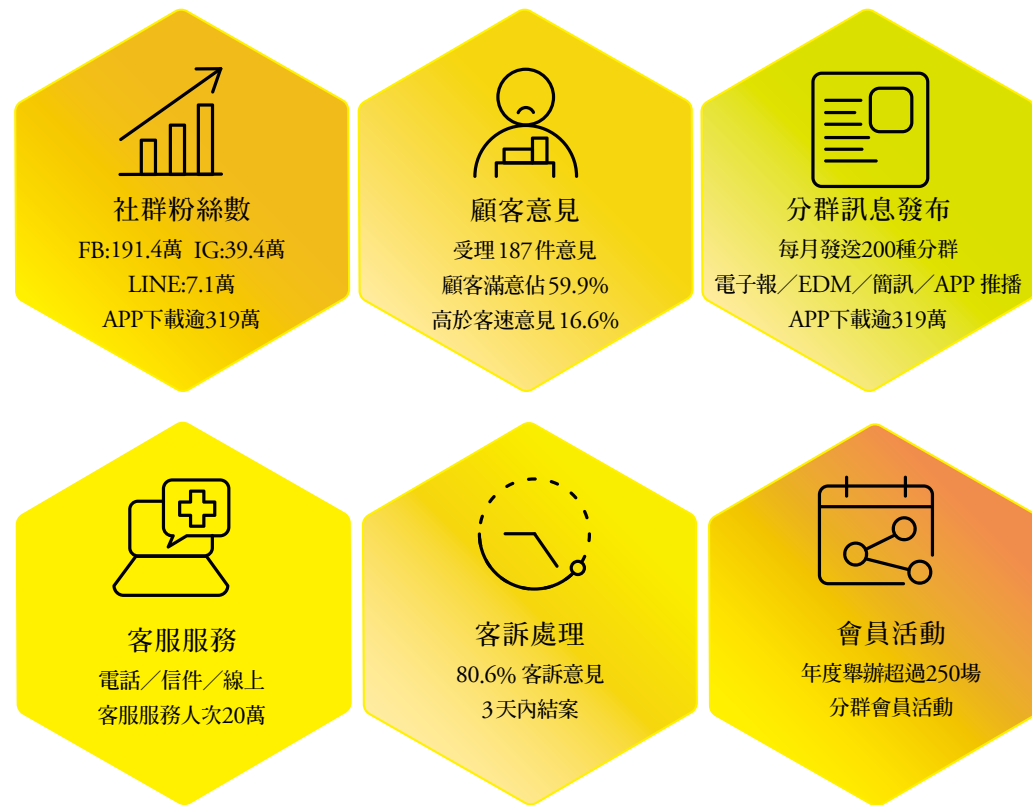 社群粉絲數
FB:191.4萬 IG:39.4萬
LINE:7.1萬
APP下載逾319萬
顧客意見
受理187件意見
顧客滿意佔59.9%
高於客速意見16.6%
分群訊息發布
每月發送200種分群
電子報／EDM／簡訊／APP 推播
APP下載逾319萬
客服服務
電話／信件／線上
客服服務人次20萬
客訴處理
80.6% 客訴意見
3天內結案
會員活動
年度舉辦超過250場
分群會員活動